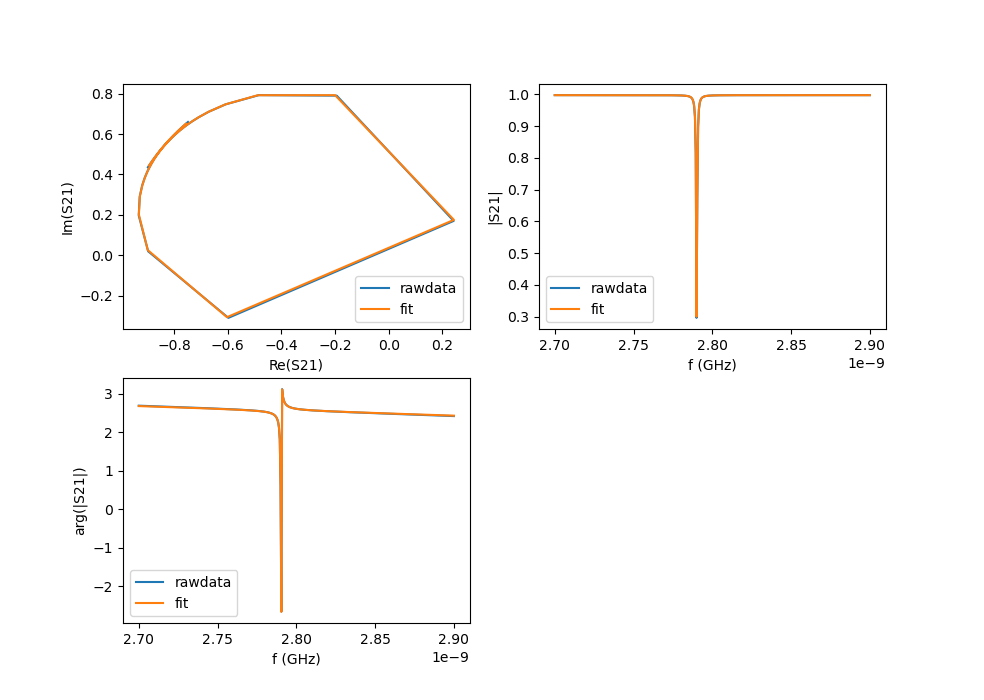 0.8
0.6
0.4
0.2
0.0
−0.2
Im(S21)
−0.8 −0.6 −0.4 −0.2 0.0 0.2
Re(S21)
rawdata
fit
1.0
0.9
0.8
0.7
0.6
0.5
0.4
0.3
|S21|
2.70 2.75 2.80 2.85 2.90
f (GHz)
1e−9
rawdata
fit
3
2
1
0
−1
−2
arg(|S21|)
2.70 2.75 2.80 2.85 2.90
f (GHz)
1e−9
rawdata
fit